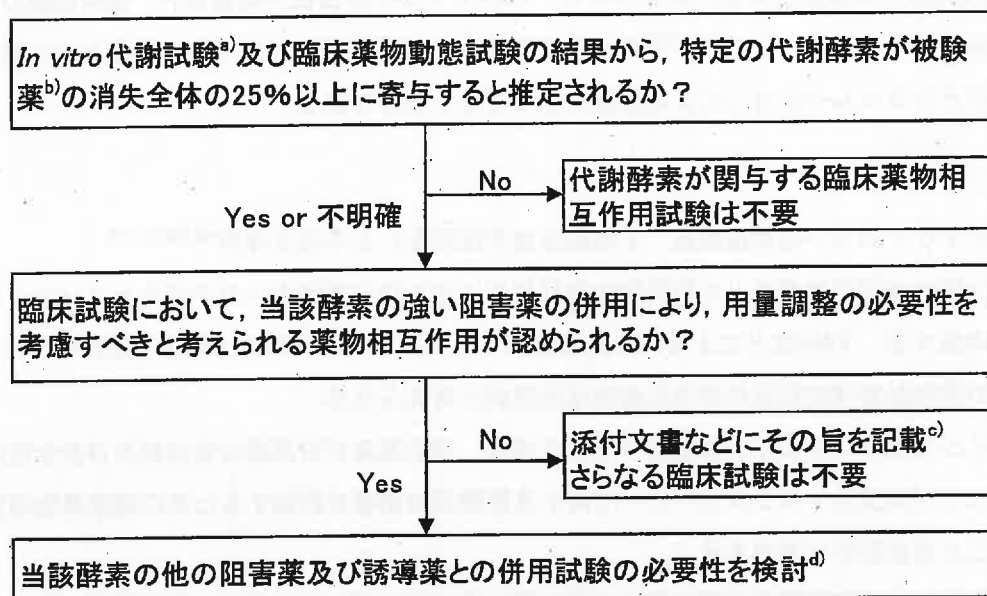 In vitro代謝試験a)及び臨床薬物動態試験の結果から,特定の代謝酵素が被験
薬b)の消失全体の25%以上に寄与すると推定されるか?
No
代謝酵素が関与する臨床薬物相
互作用試験は不要
Yes or 不明確
臨床試験において,当該酵素の強い阻害薬の併用により,用量調整の必要性を
考慮すべきと考えられる薬物相互作用が認められるか?
No
添付文書などにその旨を記載c)
さらなる臨床試験は不要
Yes
当該酵素の他の阻害薬及び誘導薬との併用試験の必要性を検討d)